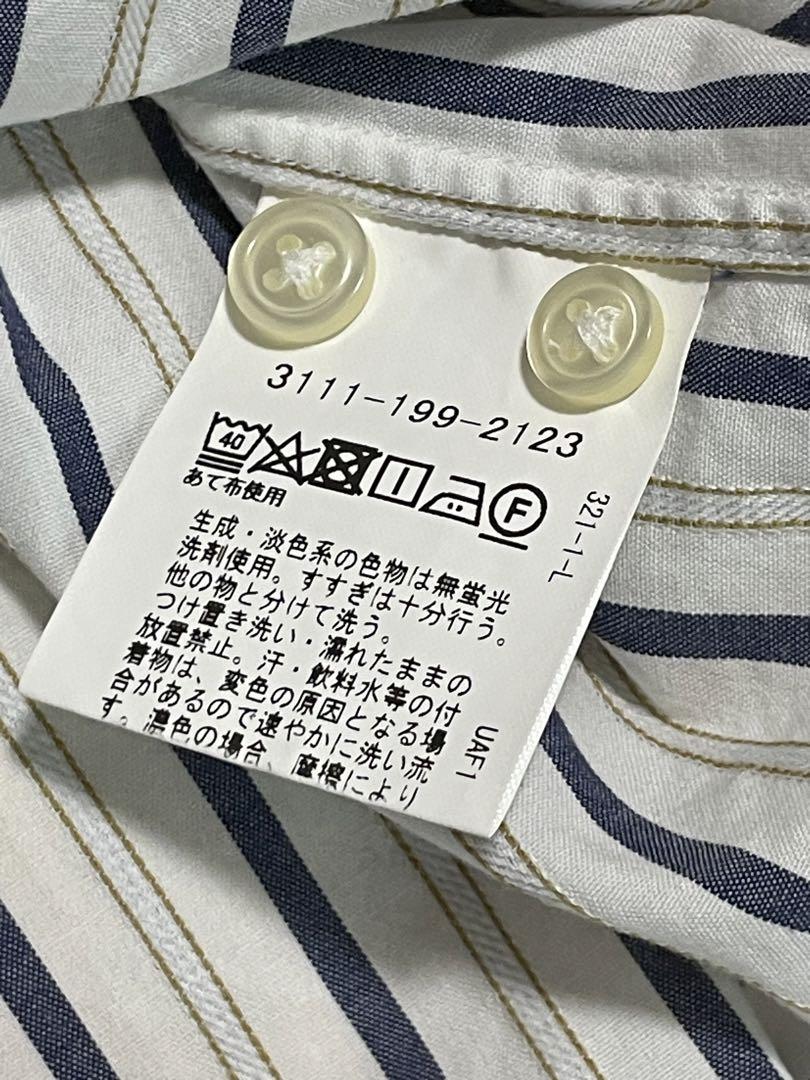 3111-199-2123
40
F
あて布使用
321-1-L
生成・淡色系の色物は無蛍光
洗剤使用。すすぎは十分行う。
他の物と分けて洗う。
つけ置き洗い・濡れたままの
放置禁止。汗・飲料水等の付
着物は、変色の原因となる場
合があるので速やかに洗い流
す。濃色の場合、摩擦により
UAF1